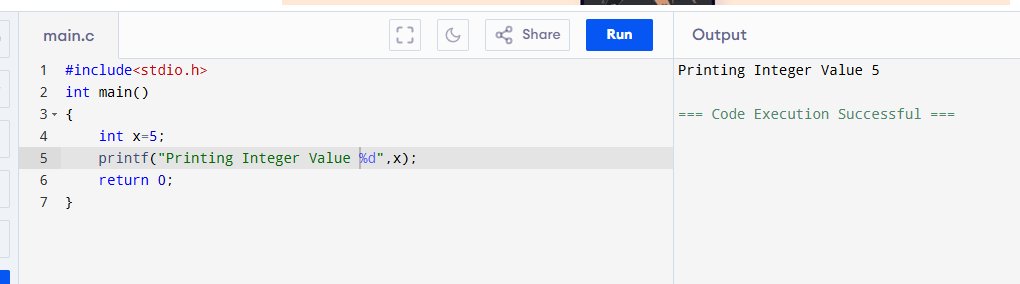 main.c
Share
Run
Output
1 #include<stdio.h>
2 int main()
3 {
4     int x=5;
5     printf("Printing Integer Value %d",x);
6     return 0;
7 }
Printing Integer Value 5
=== Code Execution Successful ===